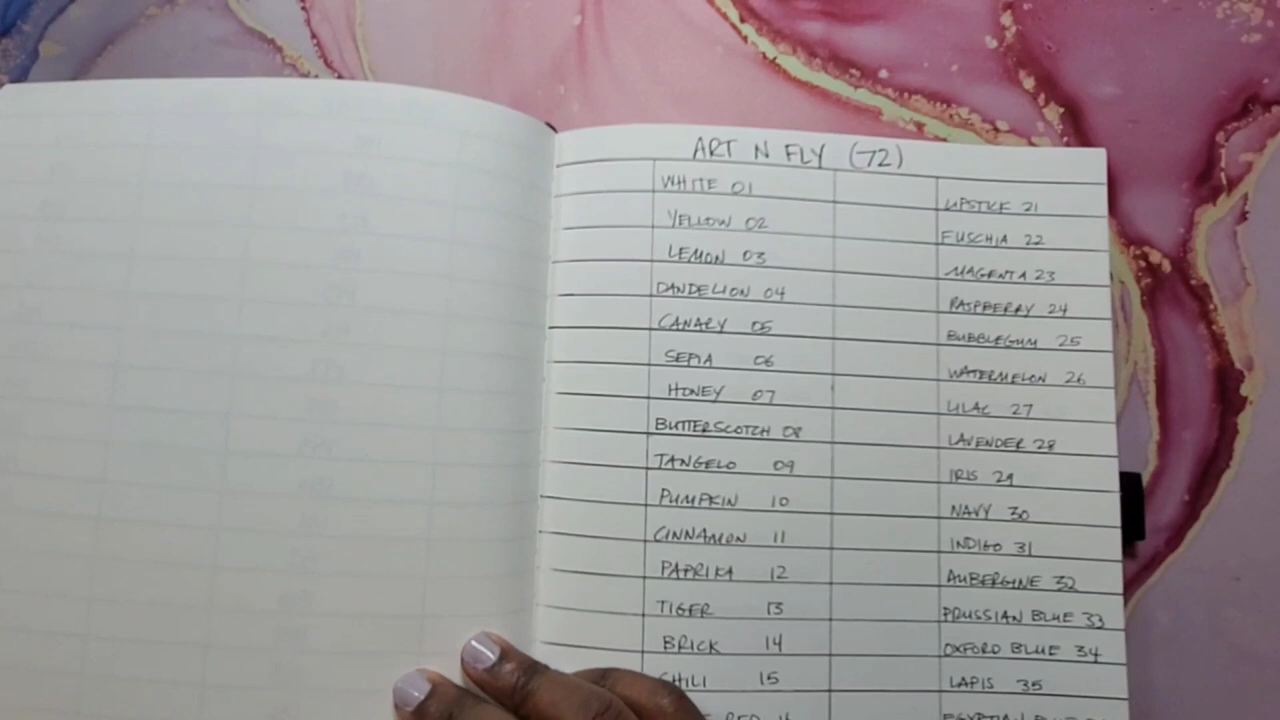 ART N FLY (72)
WHITE 01
YELLOW 02
LEMON 03
DANDELION 04
CANARY 05
SEPIA 06
HONEY 07
BUTTERSCOTCH 08
TANGELO 09
PUMPKIN 10
CINNAMON 11
PAPRIKA 12
TIGER 13
BRICK 14
CHILI 15
RED 16
LIPSTICK 21
FUSCHIA 22
MAGENTA 23
RASPBERRY 24
BUBBLEGUM 25
WATERMELON 26
LILAC 27
LAVENDER 28
IRIS 29
NAVY 30
INDIGO 31
AUBERGINE 32
PRUSSIAN BLUE 33
OXFORD BLUE 34
LAPIS 35
EGYPTIAN